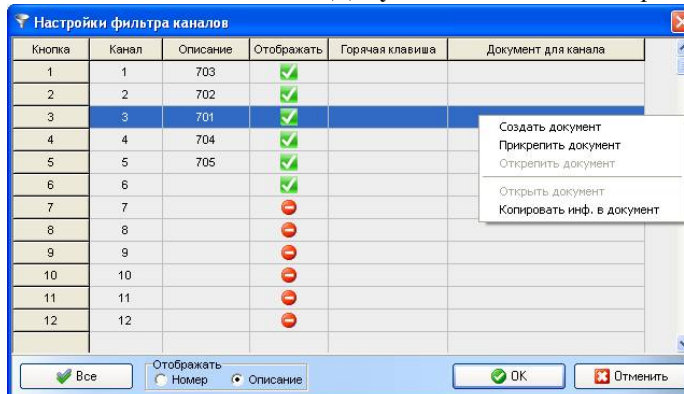 Настройки фильтра каналов
Кнопка Канал Описание Отображать Горячая клавиша Документ для канала
1 1 703
2 2 702
3 3 701
4 4 704
5 5 705
6 6
7 7
8 8
9 9
10 10
11 11
12 12
Создать документ
Прикрепить документ
Открепить документ
Открыть документ
Копировать инф. в документ
Все
Отображать
Номер Описание
OK
Отменить